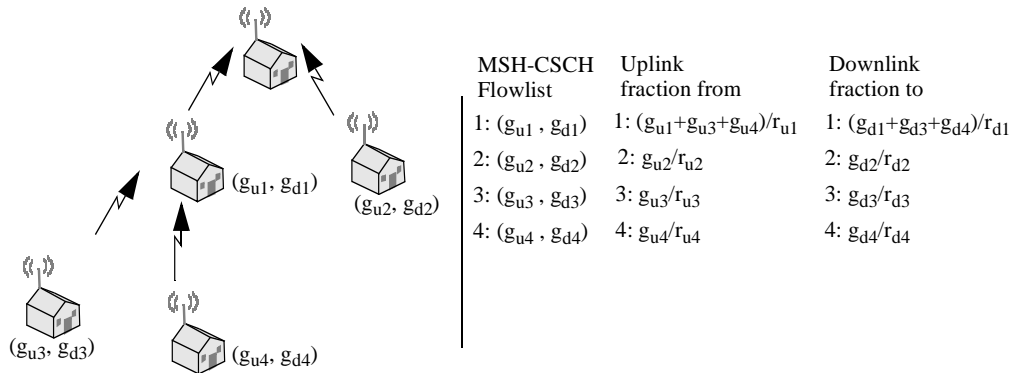 MSH-CSCH Flowlist
Uplink fraction from
Downlink fraction to
1: (gu1 , gd1) 1: (gu1+gu3+gu4)/ru1 1: (gd1+gd3+gd4)/rd1
2: (gu2 , gd2) 2: gu2/ru2 2: gd2/rd2
3: (gu3 , gd3) 3: gu3/ru3 3: gd3/rd3
4: (gu4 , gd4) 4: gu4/ru4 4: gd4/rd4
(gu1, gd1)
(gu2, gd2)
(gu3, gd3)
(gu4, gd4)